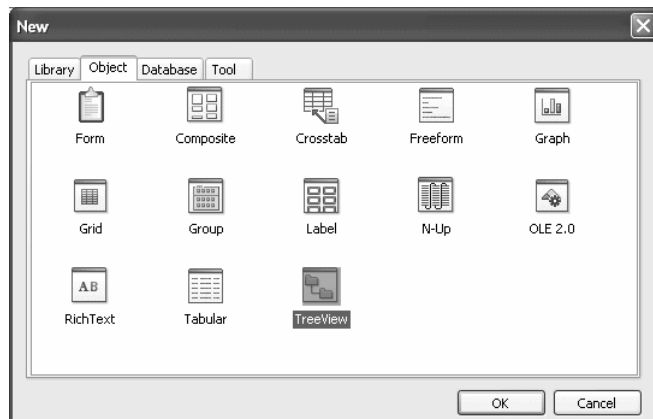 New
Library Object Database Tool
Form Composite Crosstab Freeform Graph
Grid Group Label N-Up OLE 2.0
AB
RichText Tabular TreeView
OK Cancel